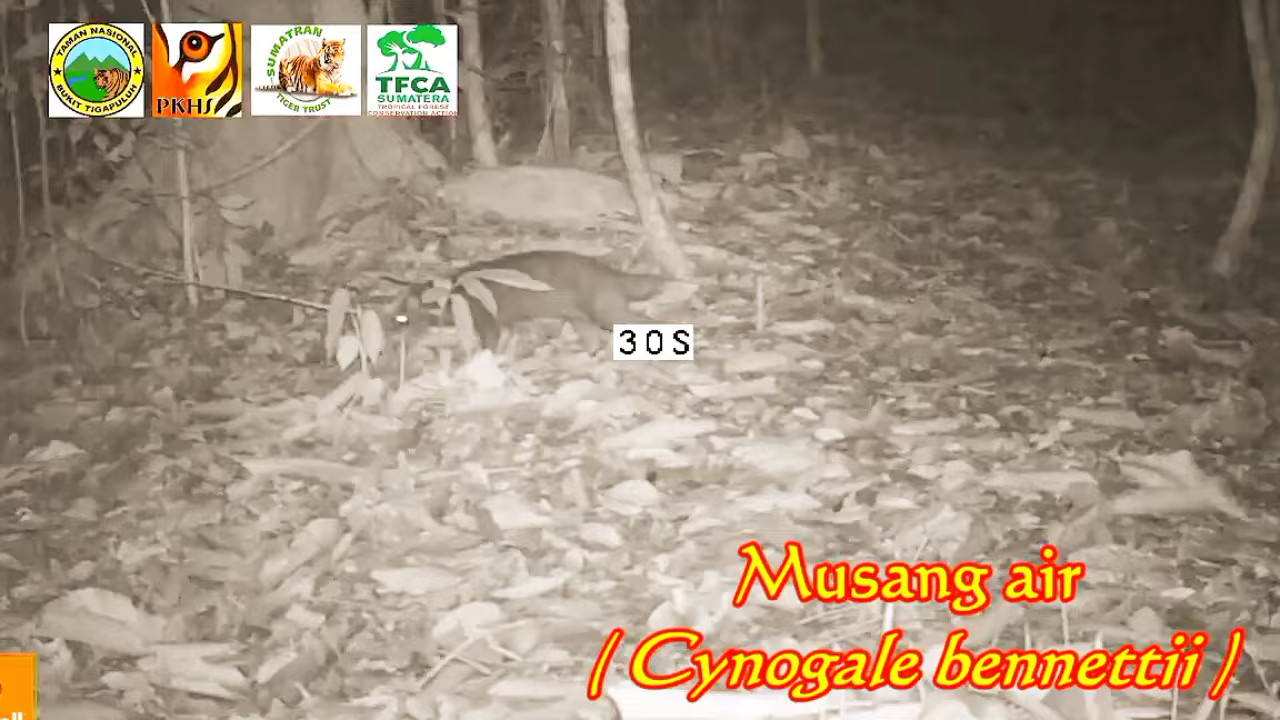 TAMAN NASIONAL
BUKIT TIGAPULUH
PKHS
SUMATRAN
TIGER TRUST
TFCA
SUMATERA
TROPICAL FOREST
CONSERVATION ACTION
30S
Musang air
( Cynogale bennettii )